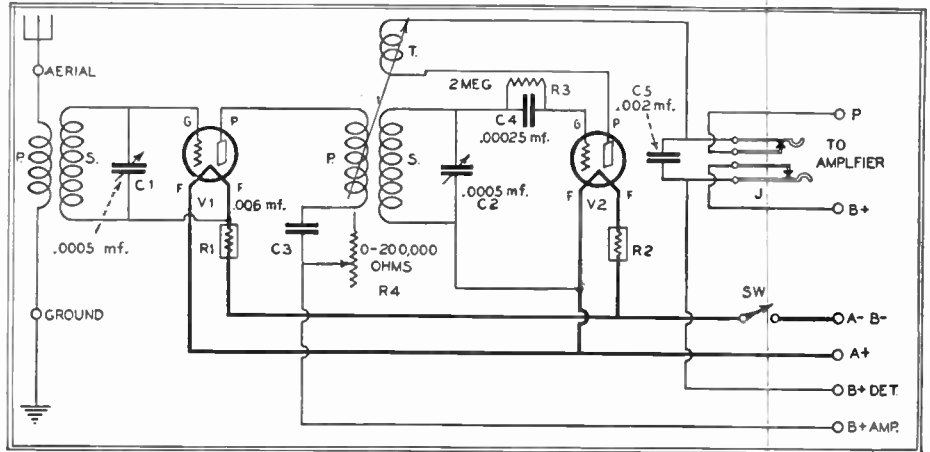 T.
AERIAL
2 MEG
R3
C5
.002 mf.
C4
.00025 mf.
G
P
G
P
P
TO
AMPLFIER
P.
S.
C1
P.
S.
F
F
V1
.006 mf.
.0005 mf.
C2
F
F
V2
J
B+
.0005 mf.
R1
C3
0-200,000
OHMS
R4
R2
GROUND
SW
A- B-
A+
B+ DET.
B+ AMP.